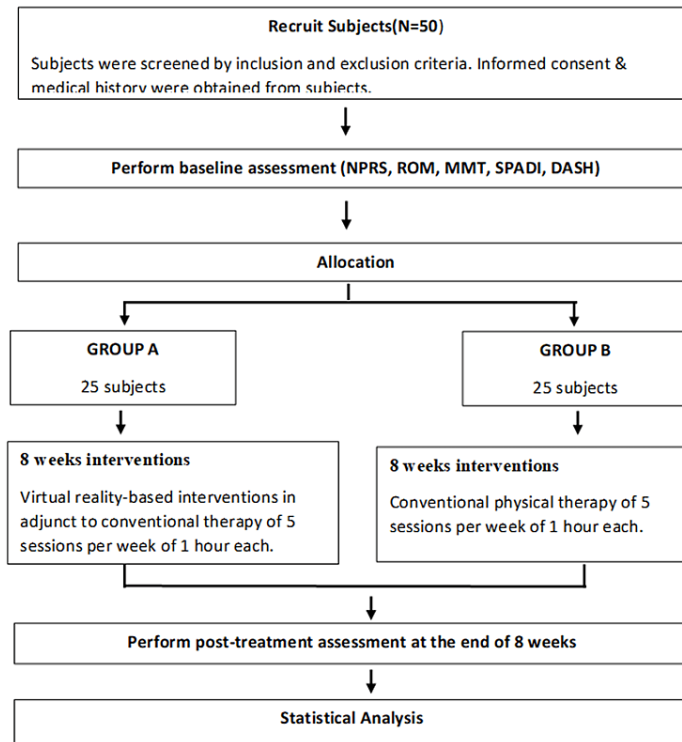 Recruit Subjects(N=50)
Subjects were screened by inclusion and exclusion criteria. Informed consent &
medical history were obtained from subjects.
Perform baseline assessment (NPRS, ROM, MMT, SPADI, DASH)
Allocation
GROUP A
25 subjects
GROUP B
25 subjects
8 weeks interventions
Virtual reality-based interventions in
adjunct to conventional therapy of 5
sessions per week of 1 hour each.
8 weeks interventions
Conventional physical therapy of 5
sessions per week of 1 hour each.
Perform post-treatment assessment at the end of 8 weeks
Statistical Analysis